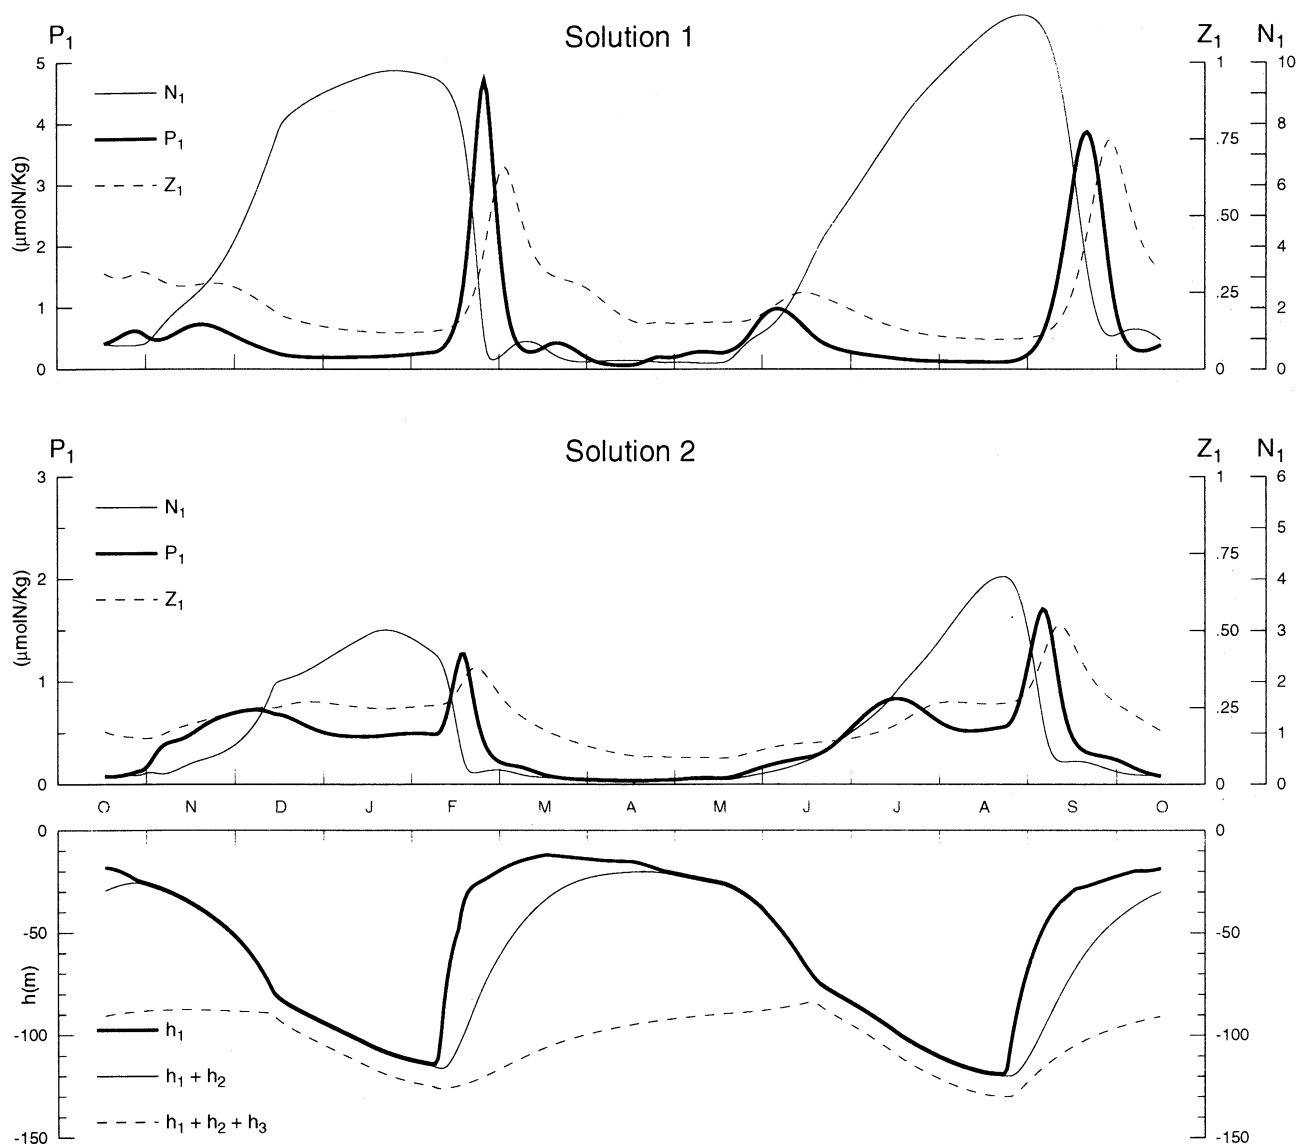 Solution 1
P1 Z1 N1
5 1 10
N1
4 .75 8
P1
(µmolN/Kg)
Z1
3 6
2 .50 4
1 .25 2
0 0 0
Solution 2
P1 Z1 N1
3 1 6
N1
5
P1 .75
2 4
Z1
(µmolN/Kg)
.50 3
1 2
.25 1
0 0 0
O N D J F M A M J J A S O
0 0
-50 -50
h(m)
-100 -100
h1
h1 + h2
h1 + h2 + h3
-150 -150